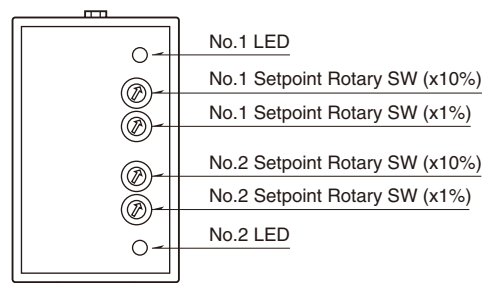 No.1 LED
No.1 Setpoint Rotary SW (x10%)
No.1 Setpoint Rotary SW (x1%)
No.2 Setpoint Rotary SW (x10%)
No.2 Setpoint Rotary SW (x1%)
No.2 LED